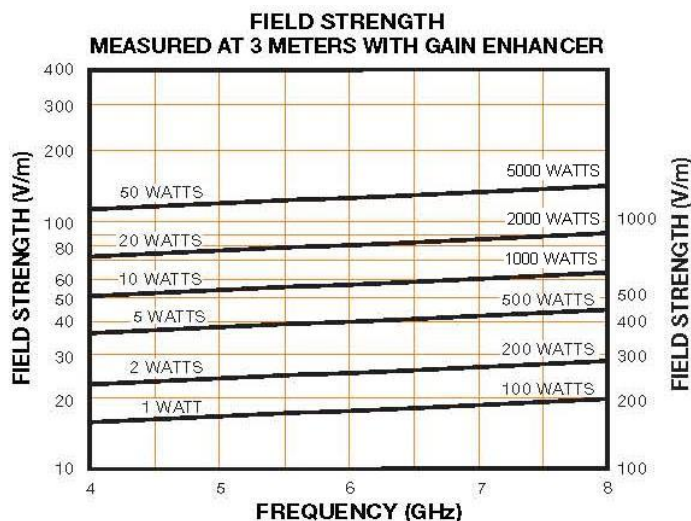 FIELD STRENGTH
MEASURED AT 3 METERS WITH GAIN ENHANCER
400
300
200
100
80
60
50
40
30
20
10
FIELD STRENGTH (V/m)
50 WATTS
5000 WATTS
20 WATTS
2000 WATTS
10 WATTS
1000 WATTS
5 WATTS
500 WATTS
2 WATTS
200 WATTS
1 WATT
100 WATTS
1000
500
400
300
200
100
FIELD STRENGTH (V/m)
4 5 6 7 8
FREQUENCY (GHz)